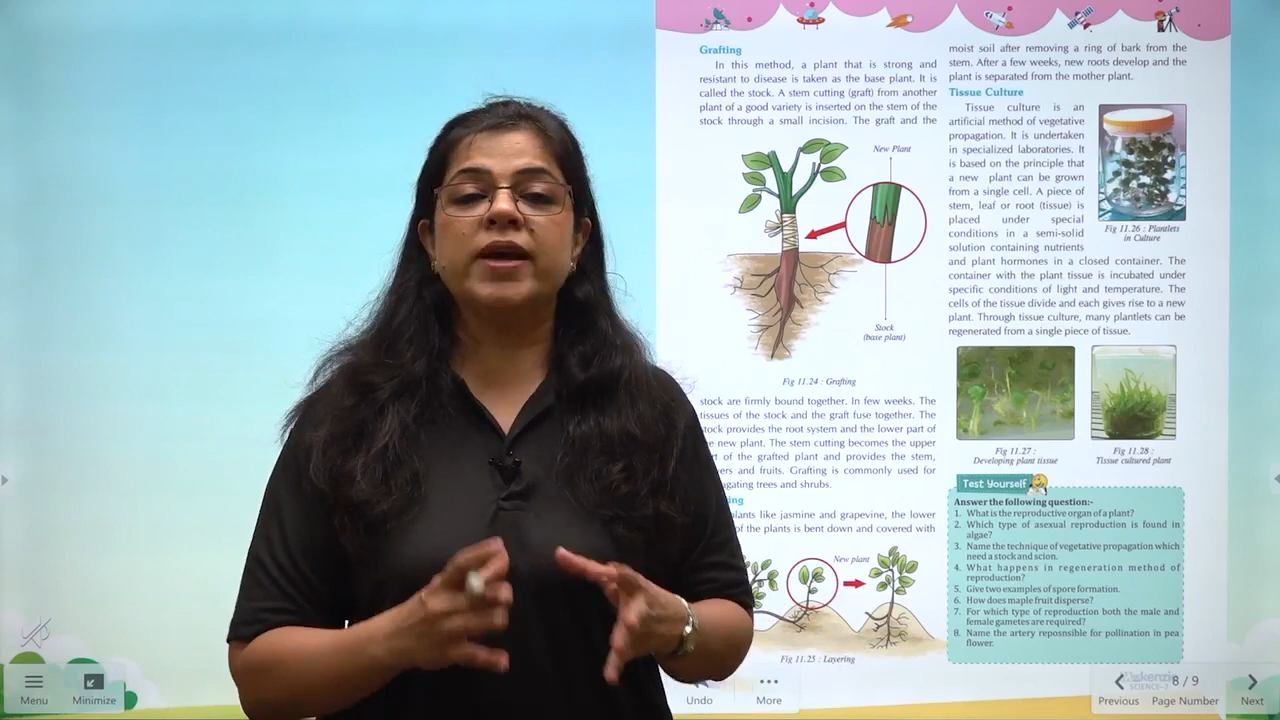 Grafting
In this method, a plant that is strong and
resistant to disease is taken as the base plant. It is
called the stock. A stem cutting (graft) from another
plant of a good variety is inserted on the stem of the
stock through a small incision. The graft and the
New Plant
Stock
(base plant)
Fig 11.24 : Grafting
stock are firmly bound together. In few weeks. The
tissues of the stock and the graft fuse together. The
stock provides the root system and the lower part of
new plant. The stem cutting becomes the upper
of the grafted plant and provides the stem,
and fruits. Grafting is commonly used for
trees and shrubs.
plants like jasmine and grapevine, the lower
of the plants is bent down and covered with
New plant
Fig 11.25 : Layering
moist soil after removing a ring of bark from the
stem. After a few weeks, new roots develop and the
plant is separated from the mother plant.
Tissue Culture
Tissue culture is an
artificial method of vegetative
propagation. It is undertaken
in specialized laboratories. It
is based on the principle that
a new plant can be grown
from a single cell. A piece of
stem, leaf or root (tissue) is
placed under special
conditions in a semi-solid
solution containing nutrients
and plant hormones in a closed container. The
container with the plant tissue is incubated under
specific conditions of light and temperature. The
cells of the tissue divide and each gives rise to a new
plant. Through tissue culture, many plantlets can be
regenerated from a single piece of tissue.
Fig 11.26 : Plantlets
in Culture
Fig 11.27 :
Developing plant tissue
Fig 11.28 :
Tissue cultured plant
Test Yourself
Answer the following question:-
1. What is the reproductive organ of a plant?
2. Which type of asexual reproduction is found in
algae?
3. Name the technique of vegetative propagation which
need a stock and scion.
4. What happens in regeneration method of
reproduction?
5. Give two examples of spore formation.
6. How does maple fruit disperse?
7. For which type of reproduction both the male and
female gametes are required?
8. Name the artery reposnsible for pollination in pea
flower.
SCIENCE-7
Menu
Minimize
Undo
More
Previous
8 / 9
Page Number
Next